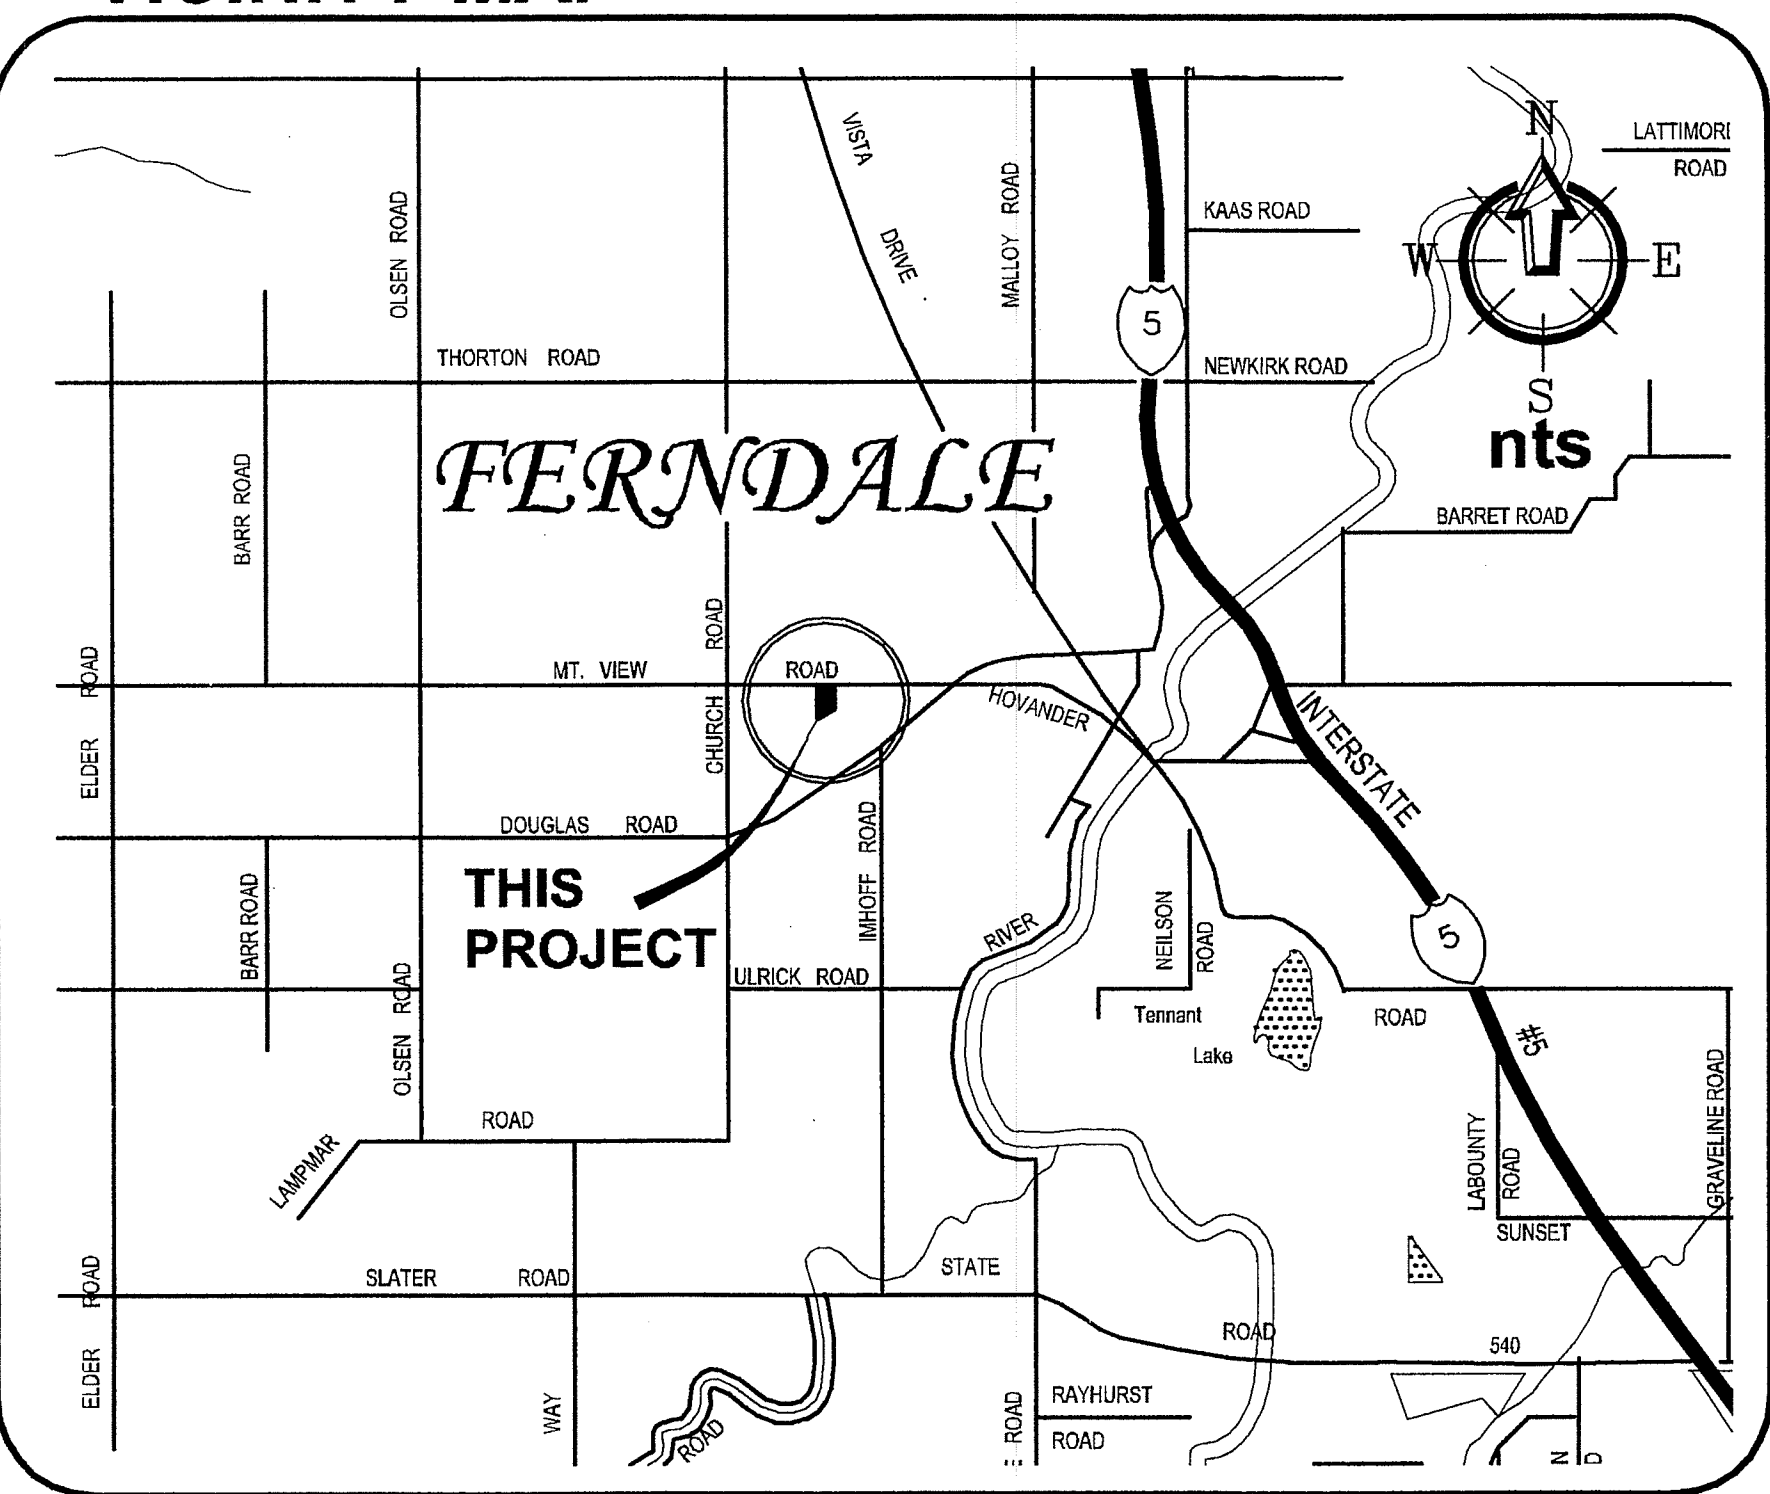 VICINITY MAP
N
LATTIMORE
ROAD
W
E
S
nts
VISTA
DRIVE
OLSEN ROAD
MALLOY ROAD
KAAS ROAD
5
THORTON ROAD
NEWKIRK ROAD
FERNDALE
BARR ROAD
BARRET ROAD
ELDER ROAD
CHURCH ROAD
MT. VIEW ROAD
HOVANDER
INTERSTATE
DOUGLAS ROAD
THIS
PROJECT
IMHOFF ROAD
BARR ROAD
OLSEN ROAD
ULRICK ROAD
RIVER
NEILSON
ROAD
5
Tennant
Lake
ROAD
#5
GRAVELINE ROAD
LABOUNTY
ROAD
SUNSET
LAMPMAR
ROAD
SLATER ROAD
STATE
ROAD
540
ELDER ROAD
WAY
ROAD
ROAD
RAYHURST
ROAD
N
D